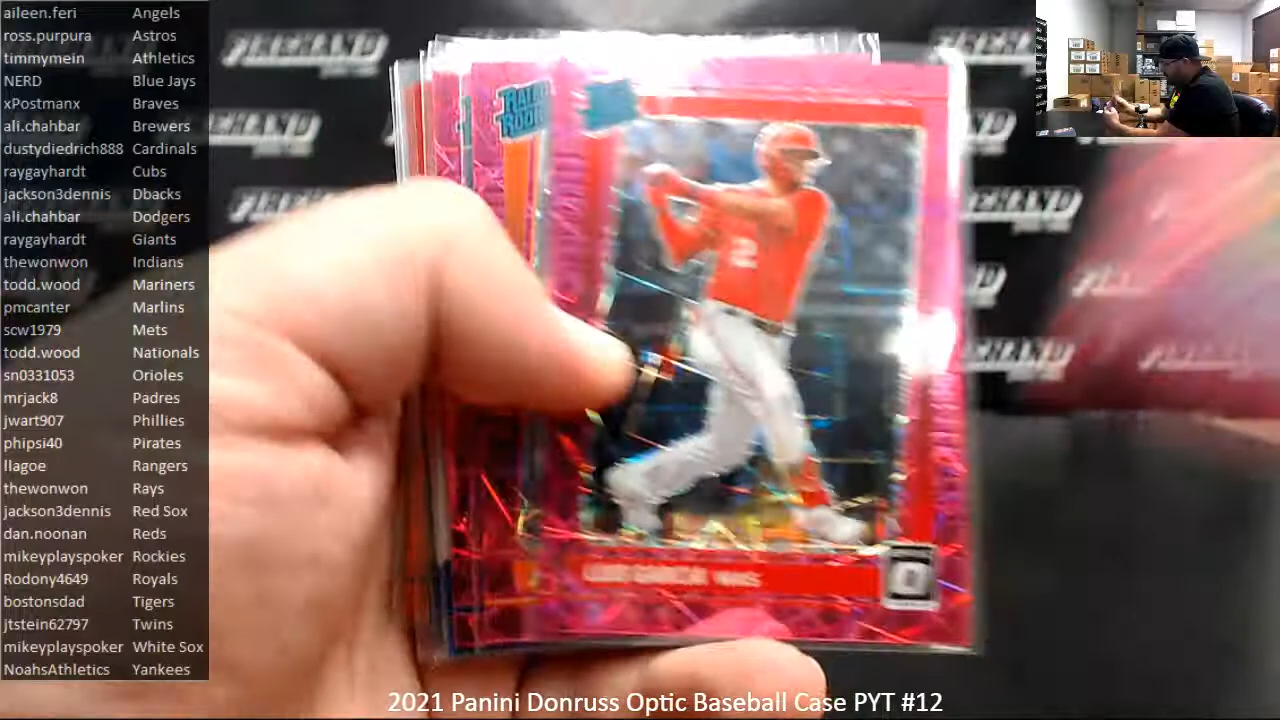 aileen.feri Angels
ross.purpura Astros
timmymein Athletics
NERD Blue Jays
xPostmanx Braves
ali.chahbar Brewers
dustydiedrich888 Cardinals
raygayhardt Cubs
jackson3dennis Dbacks
ali.chahbar Dodgers
raygayhardt Giants
thewonwon Indians
todd.wood Mariners
pmcanter Marlins
scw1979 Mets
todd.wood Nationals
sn0331053 Orioles
mrjack8 Padres
jwart907 Phillies
phipsi40 Pirates
llagoe Rangers
thewonwon Rays
jackson3dennis Red Sox
dan.noonan Reds
mikeyplayspoker Rockies
Rodony4649 Royals
bostonsdad Tigers
jtstein62797 Twins
mikeyplayspoker White Sox
NoahsAthletics Yankees
FIREHAND
RATED
ROOKIE
2
2021 Panini Donruss Optic Baseball Case PYT #12